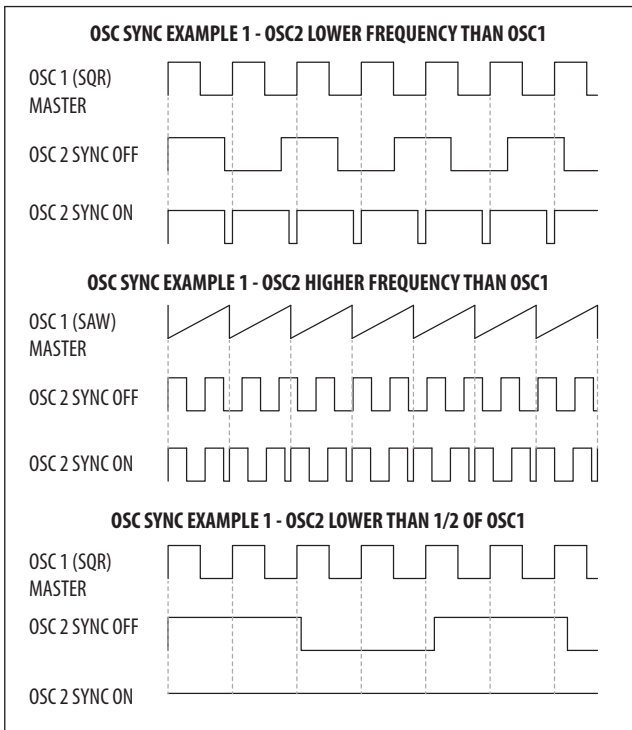 OSC SYNC EXAMPLE 1 - OSC2 LOWER FREQUENCY THAN OSC1
OSC 1 (SQR)
MASTER
OSC 2 SYNC OFF
OSC 2 SYNC ON
OSC SYNC EXAMPLE 1 - OSC2 HIGHER FREQUENCY THAN OSC1
OSC 1 (SAW)
MASTER
OSC 2 SYNC OFF
OSC 2 SYNC ON
OSC SYNC EXAMPLE 1 - OSC2 LOWER THAN 1/2 OF OSC1
OSC 1 (SQR)
MASTER
OSC 2 SYNC OFF
OSC 2 SYNC ON